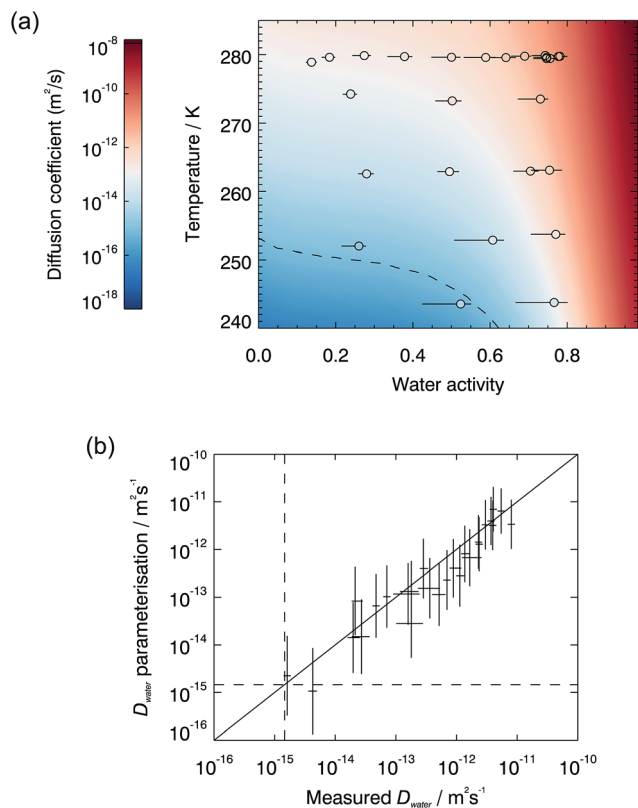 (a)
Diffusion coefficient (m²/s)
10⁻⁸
10⁻¹⁰
10⁻¹²
10⁻¹⁴
10⁻¹⁶
10⁻¹⁸
Temperature / K
280
270
260
250
240
0.0 0.2 0.4 0.6 0.8
Water activity
(b)
D water parameterisation / m²s⁻¹
10⁻¹⁰
10⁻¹¹
10⁻¹²
10⁻¹³
10⁻¹⁴
10⁻¹⁵
10⁻¹⁶
10⁻¹⁶ 10⁻¹⁵ 10⁻¹⁴ 10⁻¹³ 10⁻¹² 10⁻¹¹ 10⁻¹⁰
Measured D water / m²s⁻¹